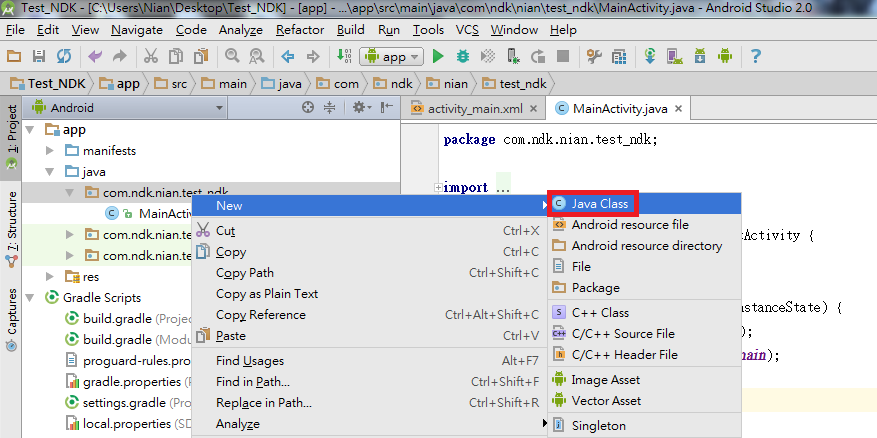 Test_NDK - [C:\Users\Nian\Desktop\Test_NDK] - [app] - ...\app\src\main\java\com\ndk\nian\test_ndk\MainActivity.java - Android Studio 2.0
File Edit View Navigate Code Analyze Refactor Build Run Tools VCS Window Help
app
Test_NDK app src main java com ndk nian test_ndk
Android
activity_main.xml MainActivity.java
1: Project
7: Structure
Captures
app
manifests
java
com.ndk.nian.test_ndk
MainActiv
com.ndk.nian.te
com.ndk.nian.te
res
Gradle Scripts
build.gradle (Projec
build.gradle (Modu
proguard-rules.pro
gradle.properties (
settings.gradle (Pro
local.properties (SD
package com.ndk.nian.test_ndk;
import ...
tActivity {
nstanceState) {
);
main);
New
Cut Ctrl+X
Copy Ctrl+C
Copy Path Ctrl+Shift+C
Copy as Plain Text
Copy Reference Ctrl+Alt+Shift+C
Paste Ctrl+V
Find Usages Alt+F7
Find in Path... Ctrl+Shift+F
Replace in Path... Ctrl+Shift+R
Analyze
Java Class
Android resource file
Android resource directory
File
Package
C++ Class
C/C++ Source File
C/C++ Header File
Image Asset
Vector Asset
Singleton